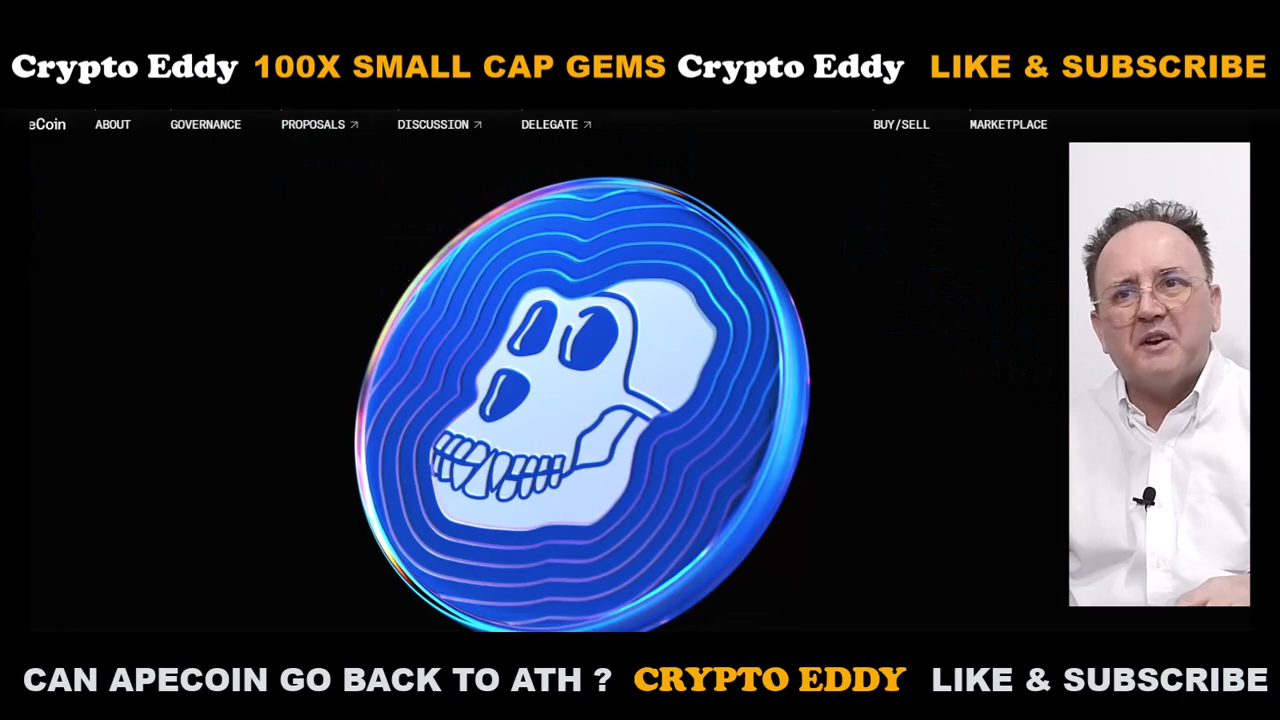 Crypto Eddy 100X SMALL CAP GEMS Crypto Eddy LIKE & SUBSCRIBE
eCoin ABOUT GOVERNANCE PROPOSALS ↗ DISCUSSION ↗ DELEGATE ↗ BUY/SELL MARKETPLACE
CAN APECOIN GO BACK TO ATH ? CRYPTO EDDY LIKE & SUBSCRIBE